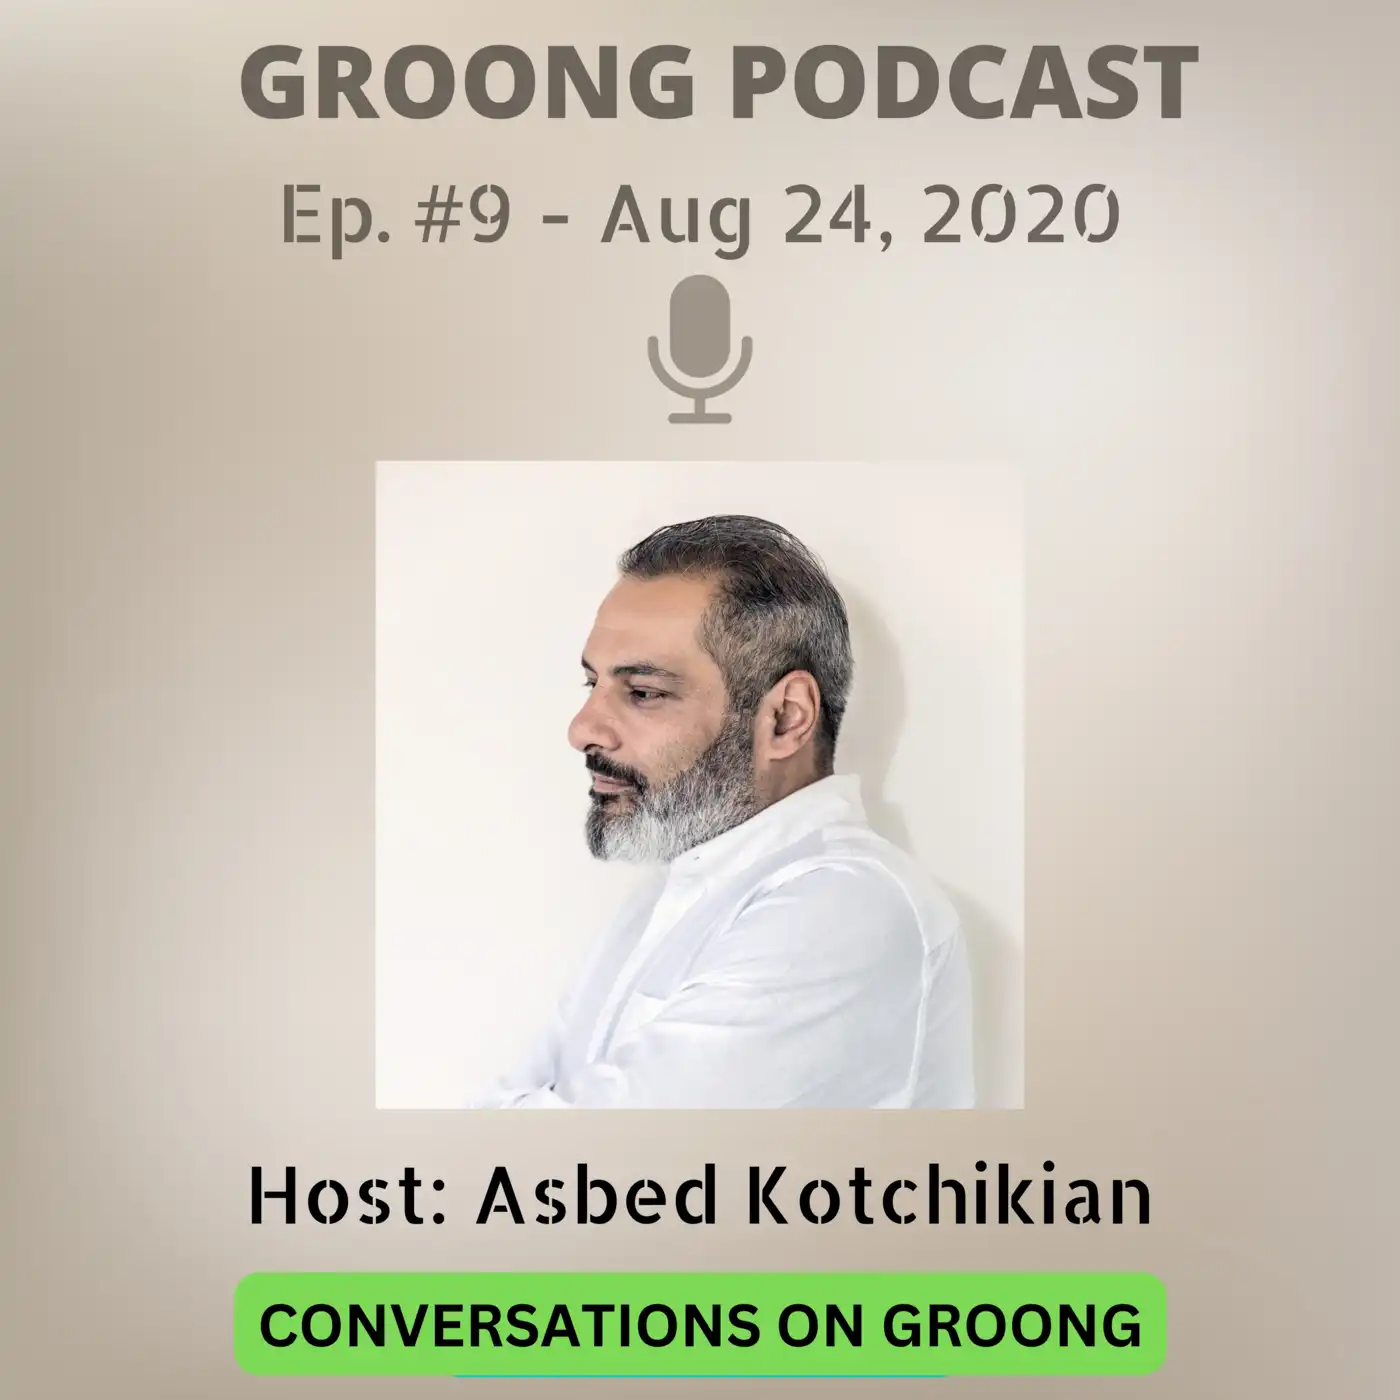 GROONG PODCAST
Ep. #9 - Aug 24, 2020
Host: Asbed Kotchikian
CONVERSATIONS ON GROONG